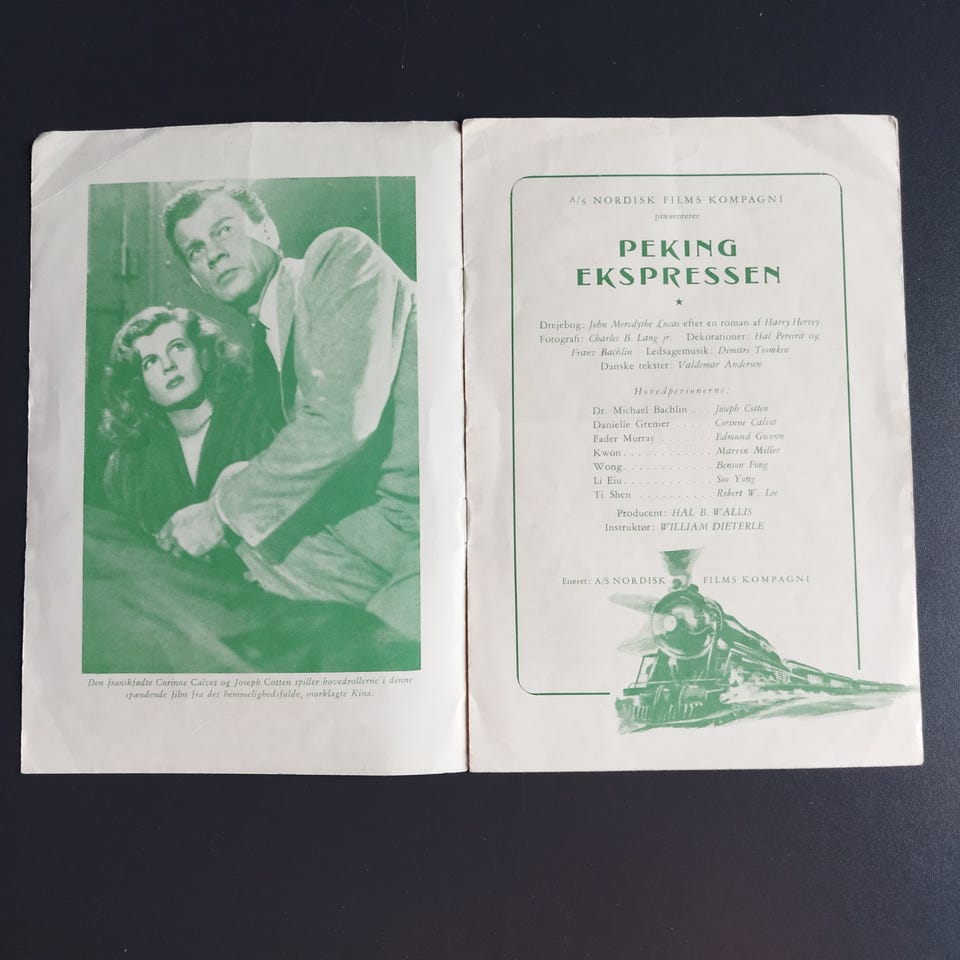 Den franskfødte Corinne Calvet og Joseph Cotten spiller hovedrollerne i denne
spændende film fra det hemmelighedsfulde, mørklagte Kina.
A/S NORDISK FILMS KOMPAGNI
præsenterer
PEKING
EKSPRESSEN
★
Drejebog: John Meredythe Lucas efter en roman af Harry Hervey
Fotografi: Charles B. Lang jr. Dekorationer: Hal Pereira og
Franz Bachlin Ledsagemusik: Dimitri Tiomkin
Danske tekster: Valdemar Andersen
Hovedpersonerne:
Dr. Michael Bachlin . . . Joseph Cotten
Danielle Grenier . . . . . Corinne Calvet
Fader Murray . . . . . . . Edmund Gwenn
Kwon . . . . . . . . . . . . Marvin Miller
Wong . . . . . . . . . . . . Benson Fong
Li Eiu . . . . . . . . . . . Soo Yong
Ti Shen . . . . . . . . . . Robert W. Lee
Producent: HAL B. WALLIS
Instruktør: WILLIAM DIETERLE
Eneret: A/S NORDISK FILMS KOMPAGNI